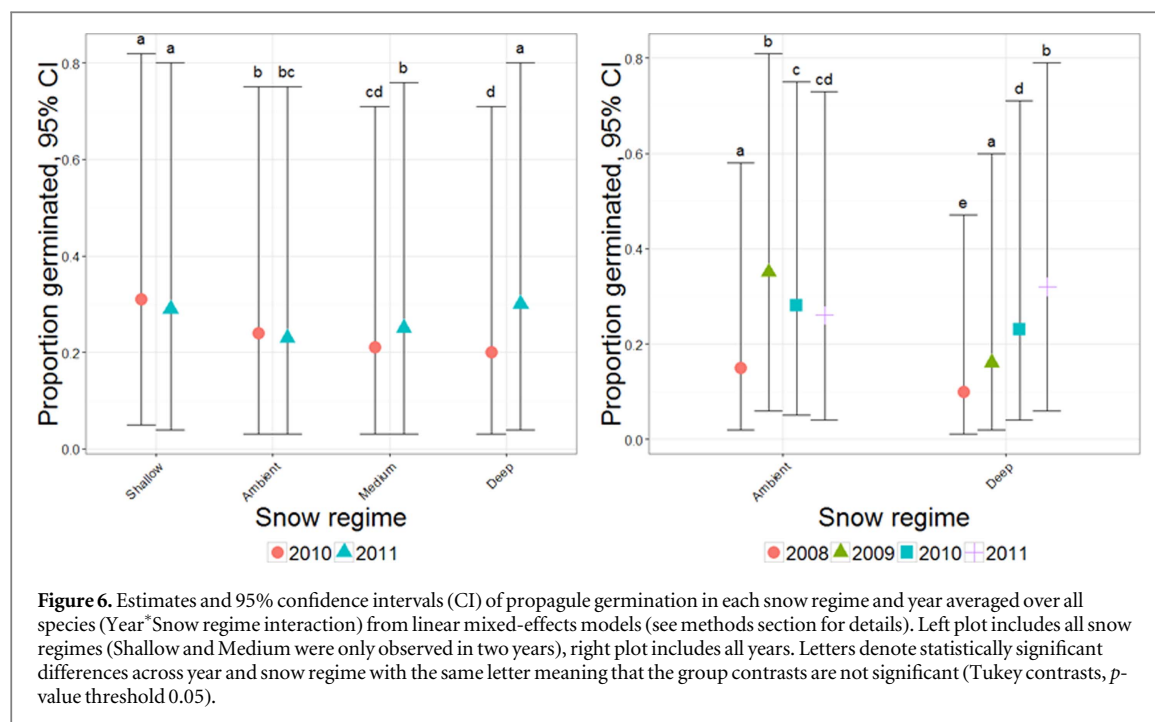 Proportion germinated, 95% CI
0.8
0.6
0.4
0.2
0.0
a
a
b
bc
cd
b
d
a
Shallow
Ambient
Medium
Deep
Snow regime
2010 2011
Proportion germinated, 95% CI
0.8
0.6
0.4
0.2
0.0
a
b
c
cd
e
a
d
b
Ambient
Deep
Snow regime
2008 2009 2010 2011
Figure 6. Estimates and 95% confidence intervals (CI) of propagule germination in each snow regime and year averaged over all
species (Year*Snow regime interaction) from linear mixed-effects models (see methods section for details). Left plot includes all snow
regimes (Shallow and Medium were only observed in two years), right plot includes all years. Letters denote statistically significant
differences across year and snow regime with the same letter meaning that the group contrasts are not significant (Tukey contrasts, p-
value threshold 0.05).